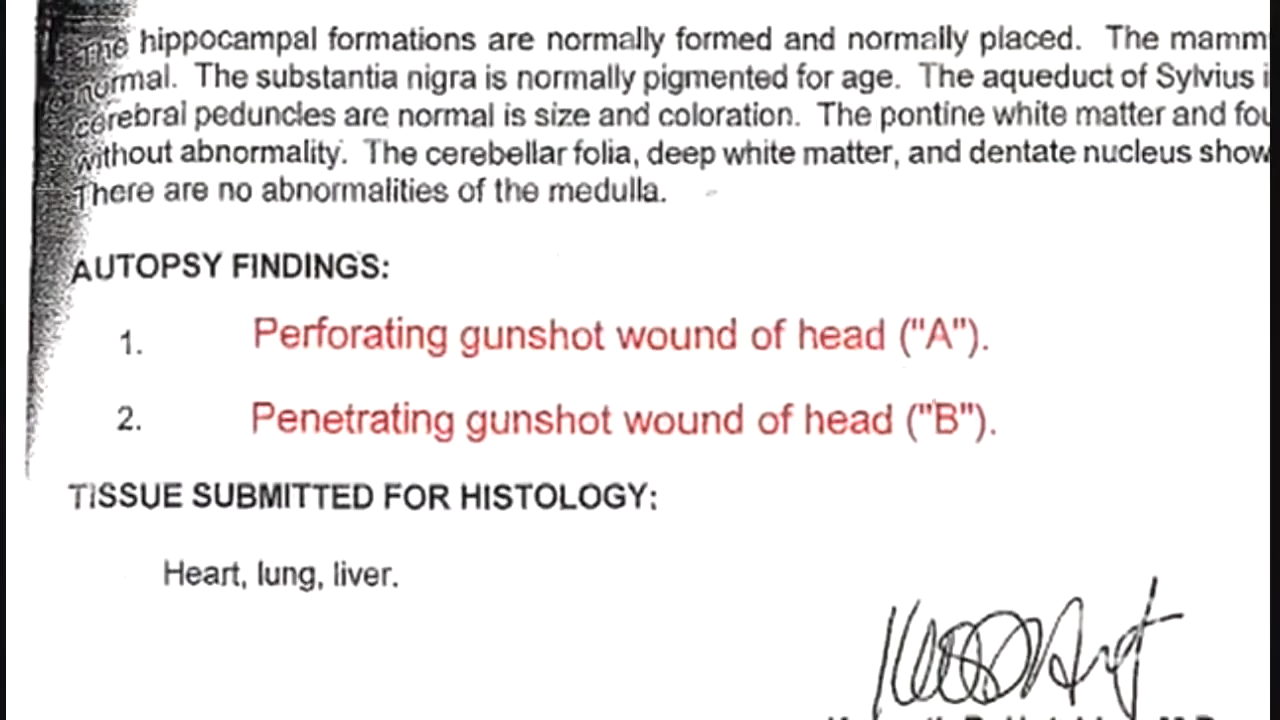 The hippocampal formations are normally formed and normally placed. The mamm
normal. The substantia nigra is normally pigmented for age. The aqueduct of Sylvius i
cerebral peduncles are normal is size and coloration. The pontine white matter and fou
without abnormality. The cerebellar folia, deep white matter, and dentate nucleus show
There are no abnormalities of the medulla.
AUTOPSY FINDINGS:
1. Perforating gunshot wound of head ("A").
2. Penetrating gunshot wound of head ("B").
TISSUE SUBMITTED FOR HISTOLOGY:
Heart, lung, liver.